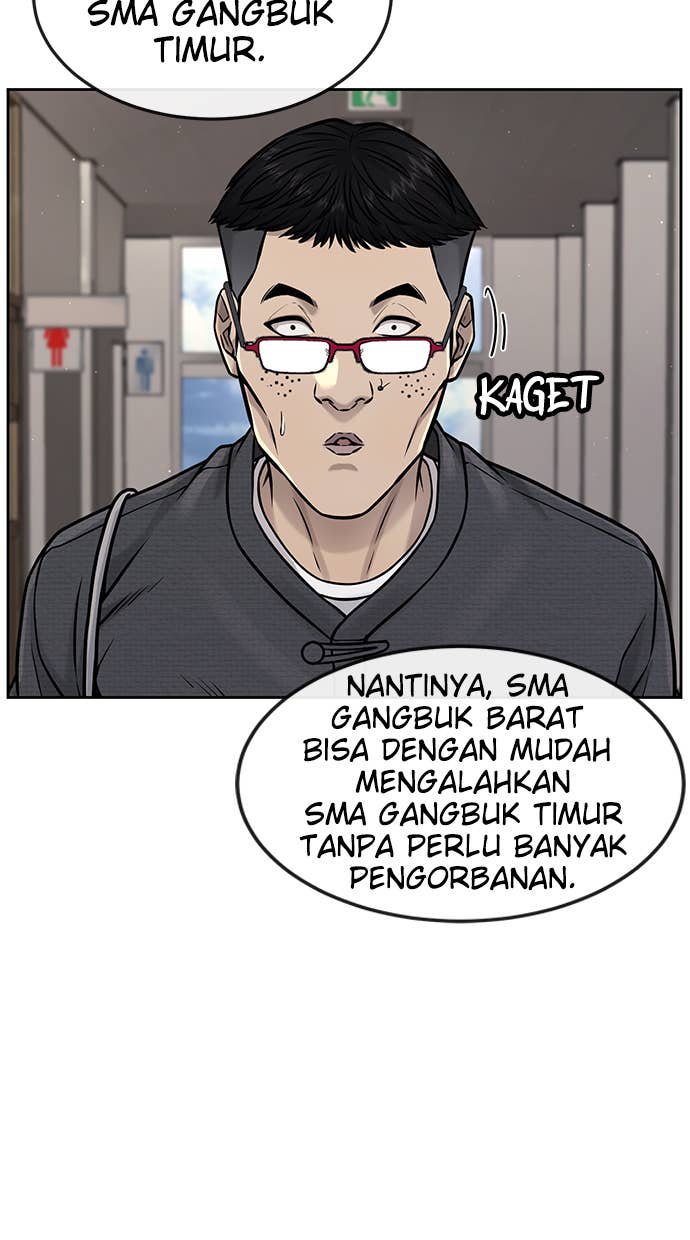 SMA GANGBUK
TIMUR.
KAGET
NANTINYA, SMA
GANGBUK BARAT
BISA DENGAN MUDAH
MENGALAHKAN
SMA GANGBUK TIMUR
TANPA PERLU BANYAK
PENGORBANAN.